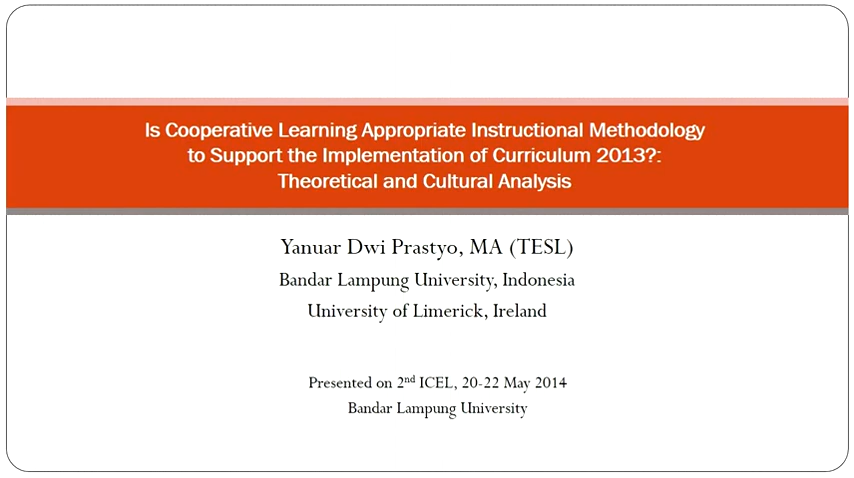 Is Cooperative Learning Appropriate Instructional Methodology
to Support the Implementation of Curriculum 2013?:
Theoretical and Cultural Analysis
Yanuar Dwi Prastyo, MA (TESL)
Bandar Lampung University, Indonesia
University of Limerick, Ireland
Presented on 2nd ICEL, 20-22 May 2014
Bandar Lampung University